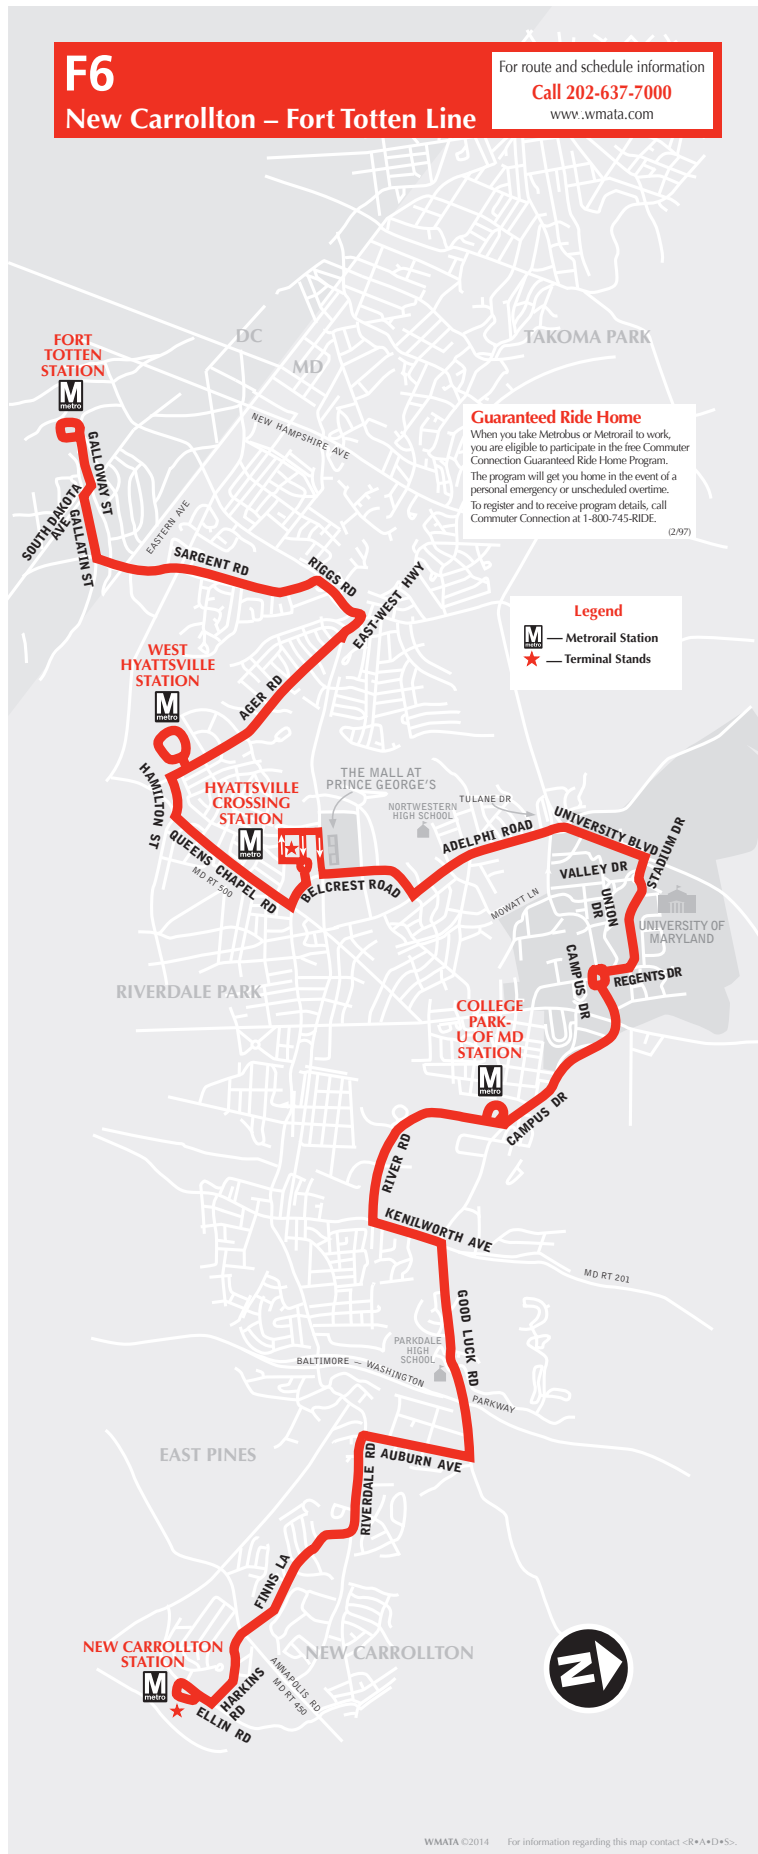 F6
New Carrollton – Fort Totten Line
For route and schedule information
Call 202-637-7000
www.wmata.com
DC
MD
TAKOMA PARK
FORT
TOTTEN
STATION
M
metro
NEW HAMPSHIRE AVE
Guaranteed Ride Home
When you take Metrobus or Metrorail to work,
you are eligible to participate in the free Commuter
Connection Guaranteed Ride Home Program.
The program will get you home in the event of a
personal emergency or unscheduled overtime.
To register and to receive program details, call
Commuter Connection at 1-800-745-RIDE.
(2/97)
GALLOWAY ST
SOUTH DAKOTA
AVE
GALLATIN ST
EASTERN AVE
SARGENT RD
RIGGS RD
EAST-WEST HWY
Legend
M
metro
— Metrorail Station
— Terminal Stands
WEST
HYATTSVILLE
STATION
M
metro
AGER RD
HAMILTON ST
HYATTSVILLE
CROSSING
STATION
M
metro
THE MALL AT
PRINCE GEORGE'S
NORTHWESTERN
HIGH SCHOOL
TULANE DR
QUEENS CHAPEL RD
MD RT 500
BELCREST ROAD
ADELPHI ROAD
UNIVERSITY BLVD
STADIUM DR
VALLEY DR
UNION
DR
MOWATT LN
UNIVERSITY OF
MARYLAND
CAMPUS DR
REGENTS DR
RIVERDALE PARK
COLLEGE
PARK-
U OF MD
STATION
M
metro
CAMPUS DR
RIVER RD
KENILWORTH AVE
MD RT 201
GOOD LUCK RD
PARKDALE
HIGH
SCHOOL
BALTIMORE — WASHINGTON
PARKWAY
EAST PINES
RIVERDALE RD
AUBURN AVE
FINNS LA
NEW CARROLLTON
STATION
M
metro
NEW CARROLLTON
ANNAPOLIS RD
MD RT 450
HARKINS
RD
ELLIN RD
N
WMATA ©2014 For information regarding this map contact <R•A•D•S>.